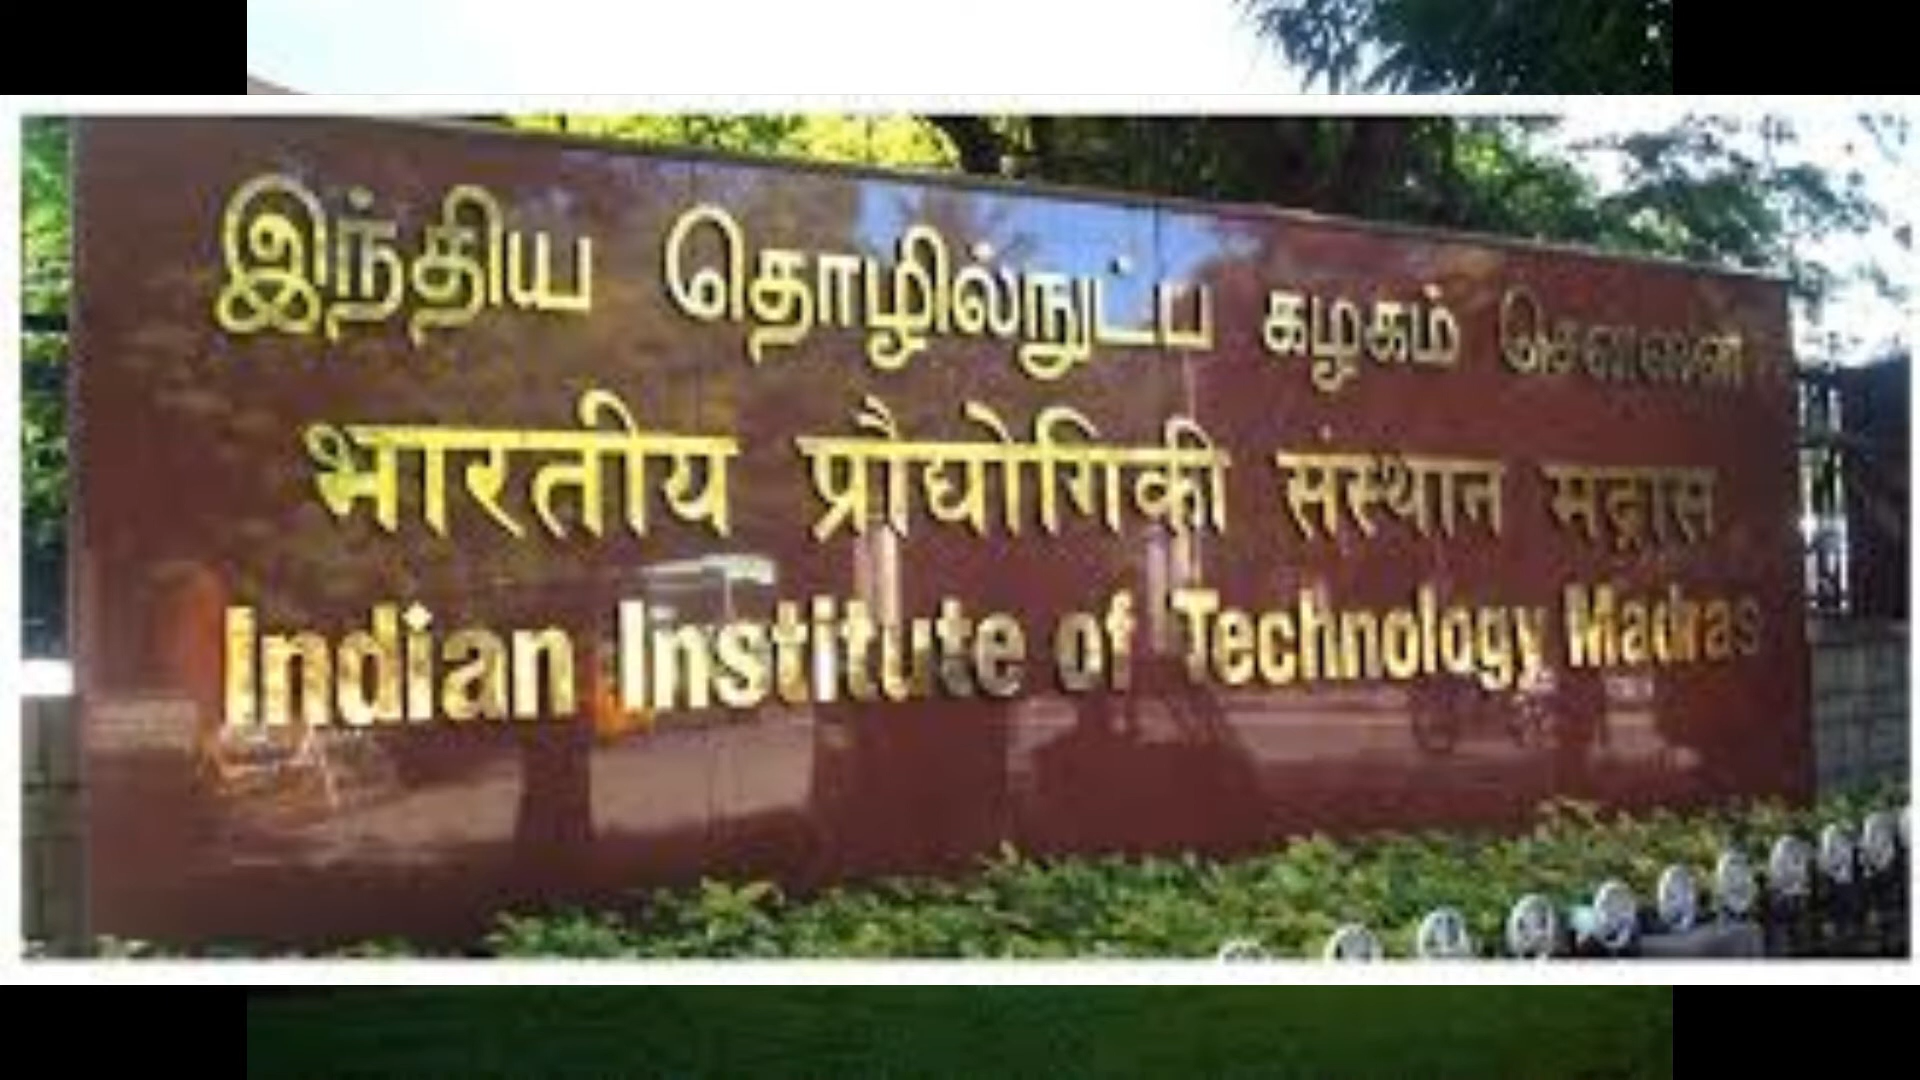 இந்திய தொழில்நுட்ப கழகம் சென்னை
भारतीय प्रौद्योगिकी संस्थान मद्रास
Indian Institute of Technology Madras